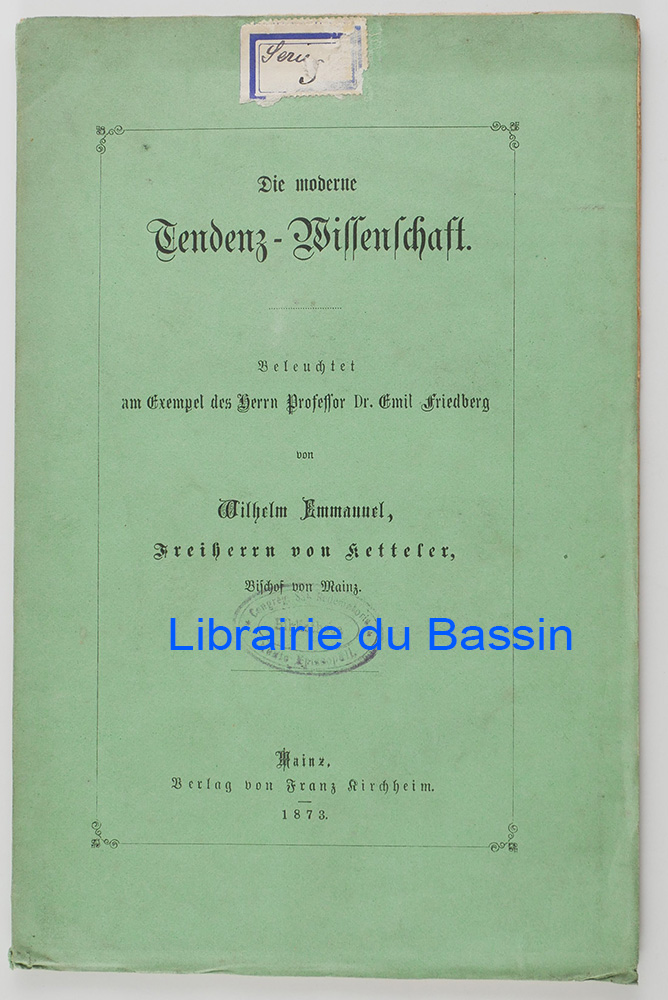 Die moderne
Tendenz-Wissenschaft.
Beleuchtet
am Exempel des Herrn Professor Dr. Emil Friedberg
von
Wilhelm Emmanuel,
Freiherrn von Ketteler,
Bischof von Mainz.
Librairie du Bassin
Mainz,
Verlag von Franz Kirchheim.
1873.